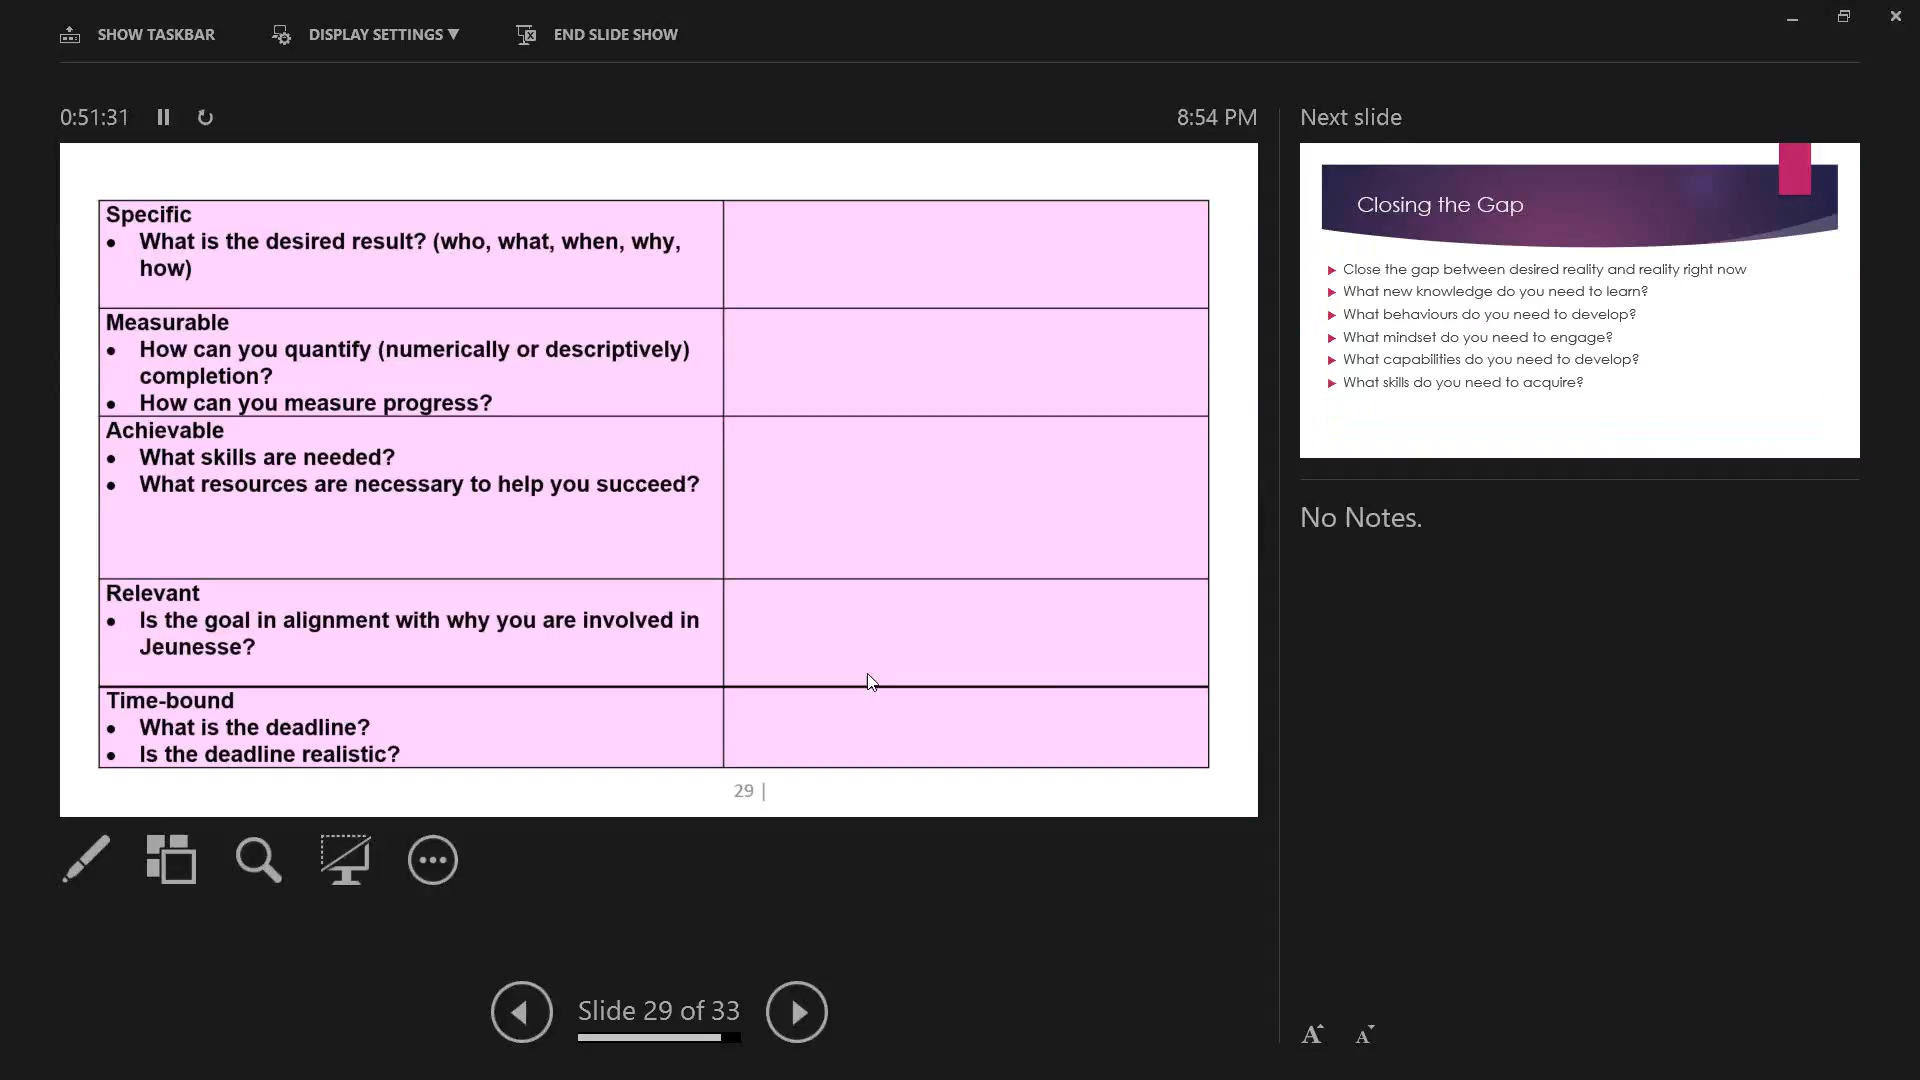 SHOW TASKBAR
DISPLAY SETTINGS ▼
END SLIDE SHOW
0:51:31
8:54 PM
Specific
• What is the desired result? (who, what, when, why,
how)
Measurable
• How can you quantify (numerically or descriptively)
completion?
• How can you measure progress?
Achievable
• What skills are needed?
• What resources are necessary to help you succeed?
Relevant
• Is the goal in alignment with why you are involved in
Jeunesse?
Time-bound
• What is the deadline?
• Is the deadline realistic?
29 |
Slide 29 of 33
Next slide
Closing the Gap
Close the gap between desired reality and reality right now
What new knowledge do you need to learn?
What behaviours do you need to develop?
What mindset do you need to engage?
What capabilities do you need to develop?
What skills do you need to acquire?
No Notes.
A A